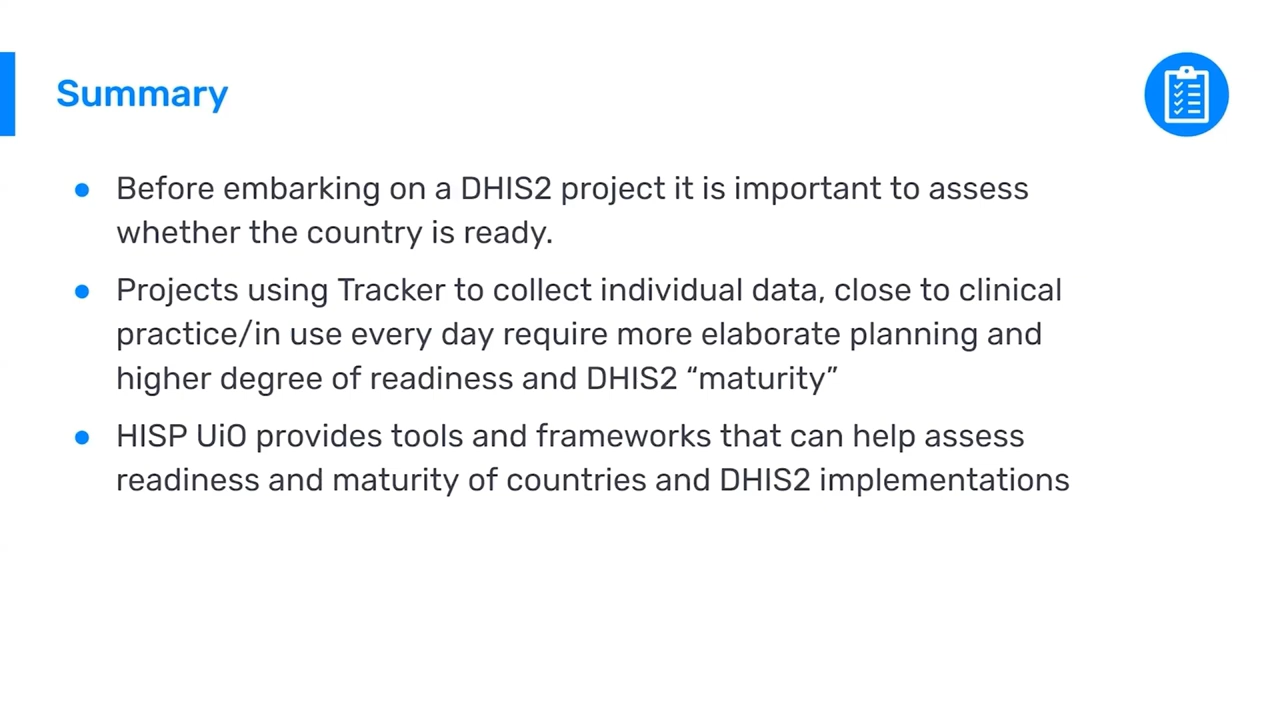 Summary
● Before embarking on a DHIS2 project it is important to assess
whether the country is ready.
● Projects using Tracker to collect individual data, close to clinical
practice/in use every day require more elaborate planning and
higher degree of readiness and DHIS2 “maturity”
● HISP UiO provides tools and frameworks that can help assess
readiness and maturity of countries and DHIS2 implementations